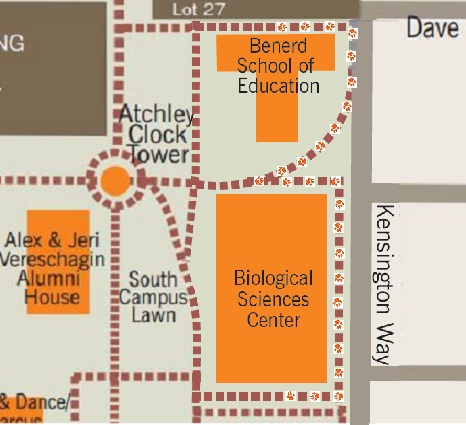 Lot 27
NG
Dave
Benerd
School of
Education
Atchley
Clock
Tower
Alex & Jeri
Vereschagin
Alumni
House
South
Campus
Lawn
Biological
Sciences
Center
Kensington Way
& Dance/